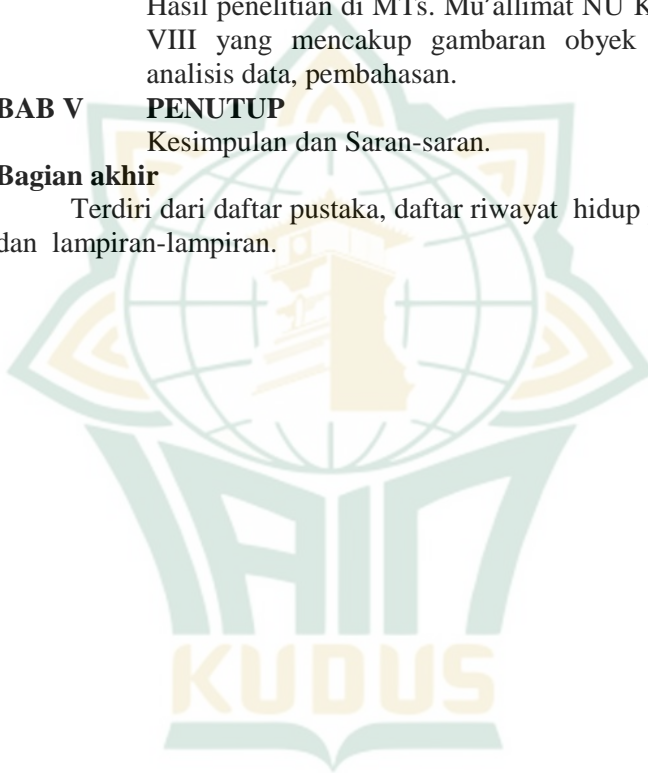 Hasil penelitian di MTs. Mu'allimat NU
VIII yang mencakup gambaran obyek
analisis data, pembahasan.
BAB V PENUTUP
Kesimpulan dan Saran-saran.
Bagian akhir
Terdiri dari daftar pustaka, daftar riwayat hidup
dan lampiran-lampiran.
IAIN
KUDUS